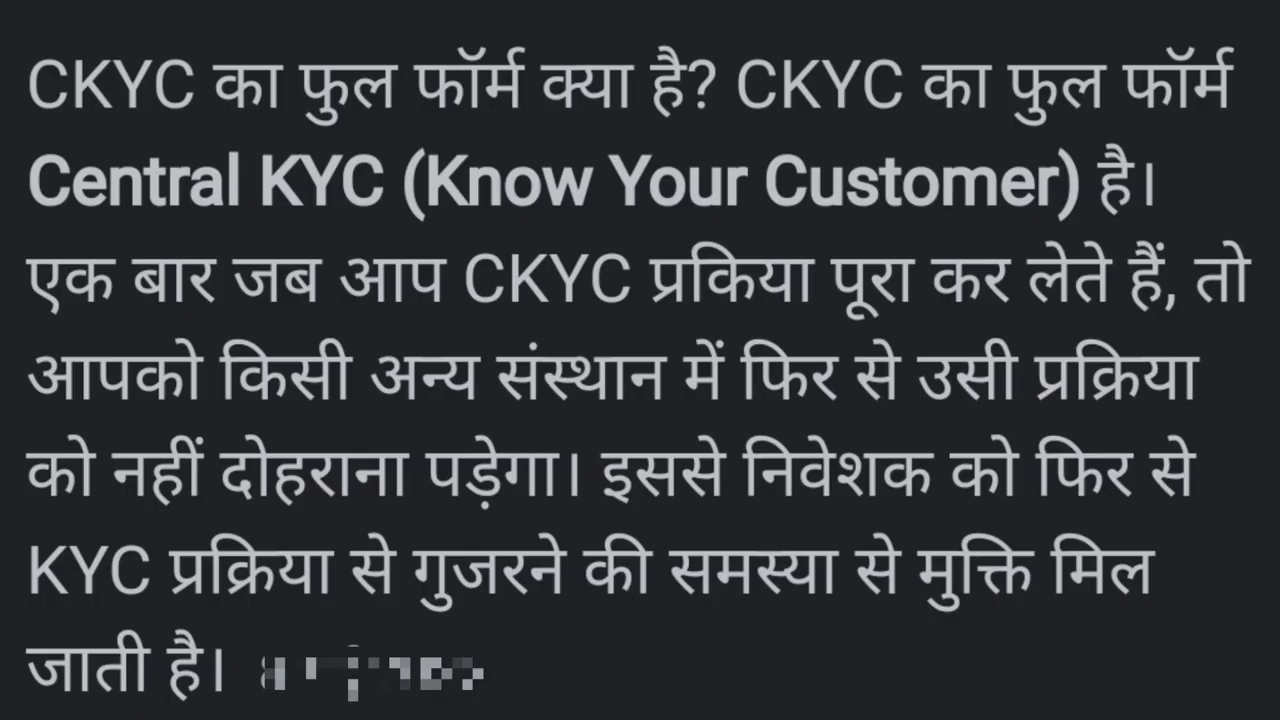 CKYC का फुल फॉर्म क्या है? CKYC का फुल फॉर्म
Central KYC (Know Your Customer) है।
एक बार जब आप CKYC प्रकिया पूरा कर लेते हैं, तो
आपको किसी अन्य संस्थान में फिर से उसी प्रक्रिया
को नहीं दोहराना पड़ेगा। इससे निवेशक को फिर से
KYC प्रक्रिया से गुजरने की समस्या से मुक्ति मिल
जाती है।